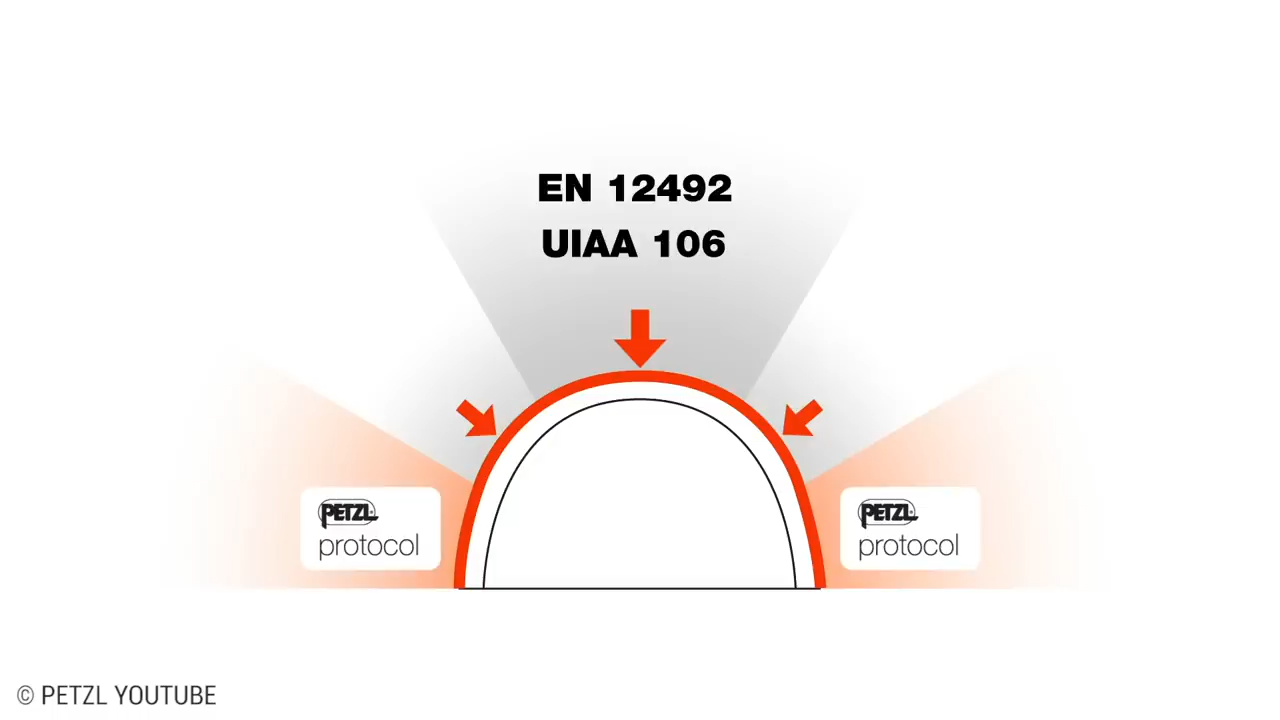 EN 12492
UIAA 106
PETZL
protocol
PETZL
protocol
© PETZL YOUTUBE